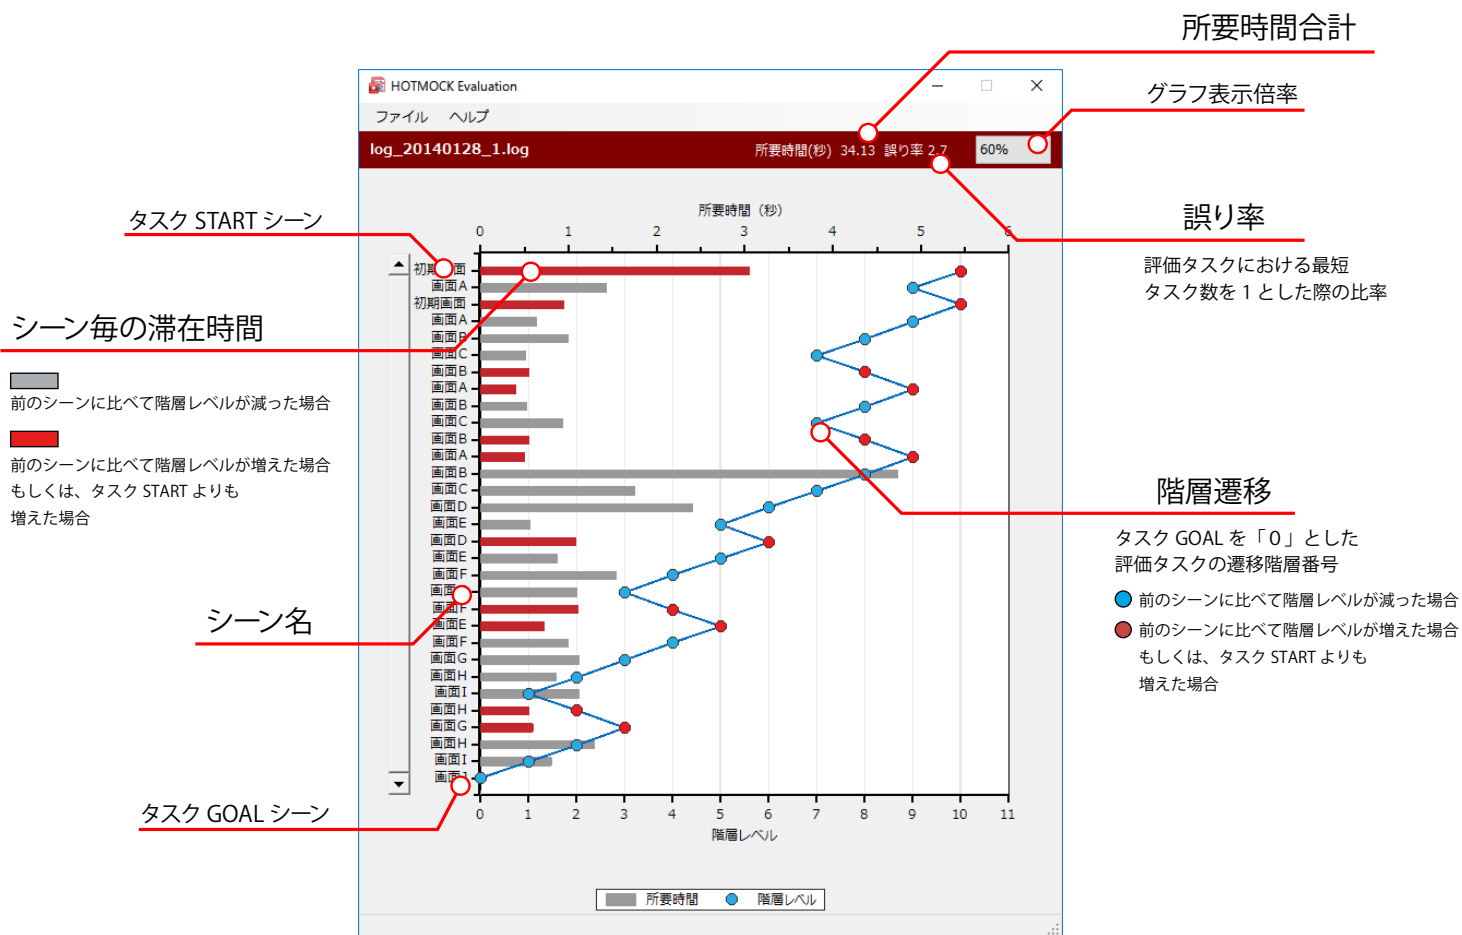 所要時間合計
HOTMOCK Evaluation
グラフ表示倍率
ファイル ヘルプ
log_20140128_1.log
所要時間(秒) 34.13 誤り率 2.7
60%
タスク START シーン
誤り率
所要時間（秒）
0 1 2 3 4 5 6
評価タスクにおける最短
タスク数を 1 とした際の比率
シーン毎の滞在時間
前のシーンに比べて階層レベルが減った場合
前のシーンに比べて階層レベルが増えた場合
もしくは、タスク START よりも
増えた場合
初期画面
画面A
初期画面
画面A
画面B
画面C
画面B
画面A
画面B
画面C
画面B
画面A
画面B
画面C
画面D
画面E
画面D
画面E
画面F
画面
画面F
画面E
画面F
画面G
画面H
画面I
画面H
画面G
画面H
画面I
画面J
階層遷移
タスク GOAL を「0」とした
評価タスクの遷移階層番号
前のシーンに比べて階層レベルが減った場合
前のシーンに比べて階層レベルが増えた場合
もしくは、タスク START よりも
増えた場合
シーン名
タスク GOAL シーン
0 1 2 3 4 5 6 7 8 9 10 11
階層レベル
所要時間 階層レベル